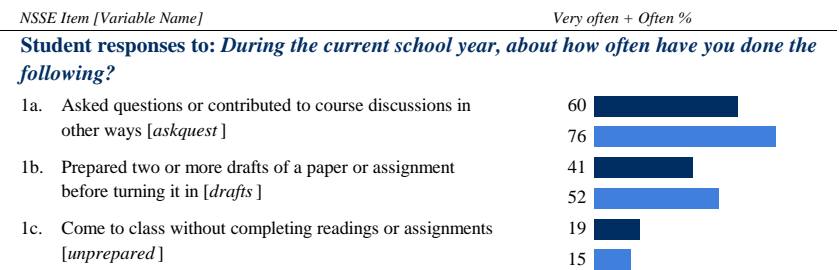 NSSE Item [Variable Name] Very often + Often %
Student responses to: During the current school year, about how often have you done the
following?
1a. Asked questions or contributed to course discussions in 60
other ways [askquest ] 76
1b. Prepared two or more drafts of a paper or assignment 41
before turning it in [drafts ] 52
1c. Come to class without completing readings or assignments 19
[unprepared ] 15